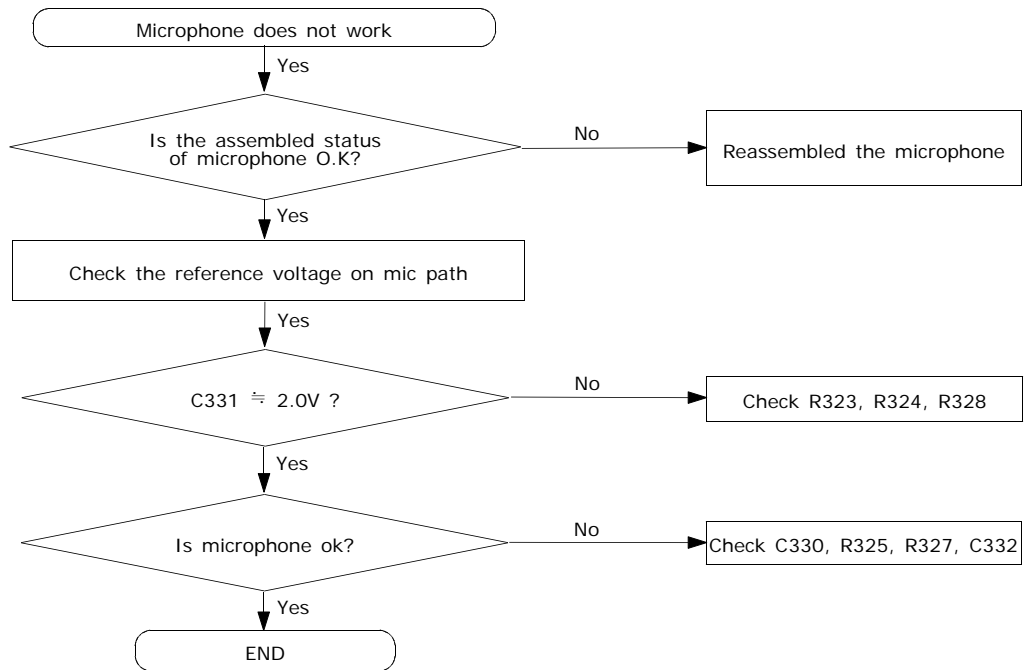 Microphone does not work
Yes
Is the assembled status
of microphone O.K?
No
Reassembled the microphone
Yes
Check the reference voltage on mic path
Yes
C331 ≒ 2.0V ?
No
Check R323, R324, R328
Yes
Is microphone ok?
No
Check C330, R325, R327, C332
Yes
END